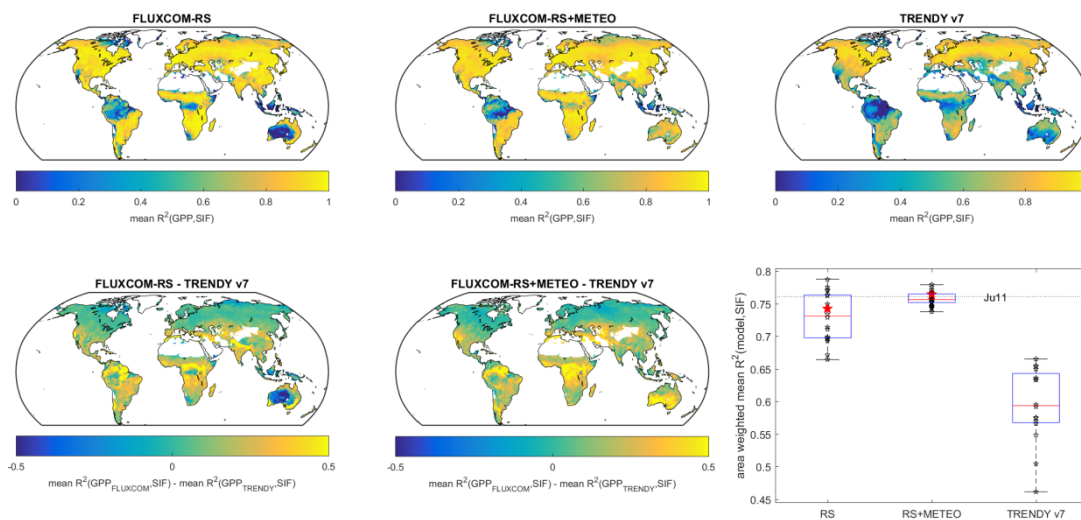 FLUXCOM-RS
FLUXCOM-RS+METEO
TRENDY v7
0 0.2 0.4 0.6 0.8 1
mean R²(GPP,SIF)
0 0.2 0.4 0.6 0.8 1
mean R²(GPP,SIF)
0 0.2 0.4 0.6 0.8
mean R²(GPP,SIF)
FLUXCOM-RS - TRENDY v7
FLUXCOM-RS+METEO - TRENDY v7
-0.5 0 0.5
mean R²(GPP_FLUXCOM,SIF) - mean R²(GPP_TRENDY,SIF)
-0.5 0 0.5
mean R²(GPP_FLUXCOM,SIF) - mean R²(GPP_TRENDY,SIF)
area weighted mean R²(model,SIF)
0.8
0.75
0.7
0.65
0.6
0.55
0.5
0.45
Ju11
RS RS+METEO TRENDY v7